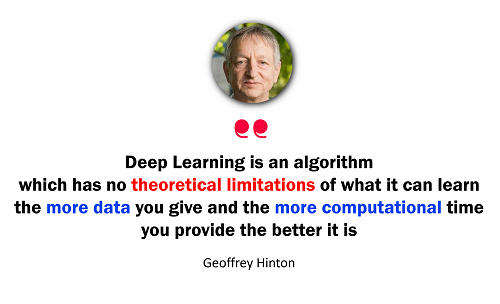 Deep Learning is an algorithm
which has no theoretical limitations of what it can learn
the more data you give and the more computational time
you provide the better it is
Geoffrey Hinton